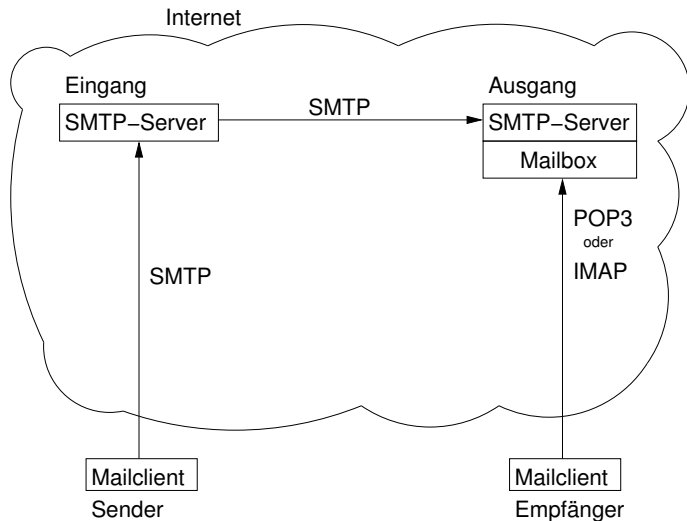 Internet
Eingang
Ausgang
SMTP−Server
SMTP
SMTP−Server
Mailbox
POP3
oder
IMAP
SMTP
Mailclient
Mailclient
Sender
Empfänger